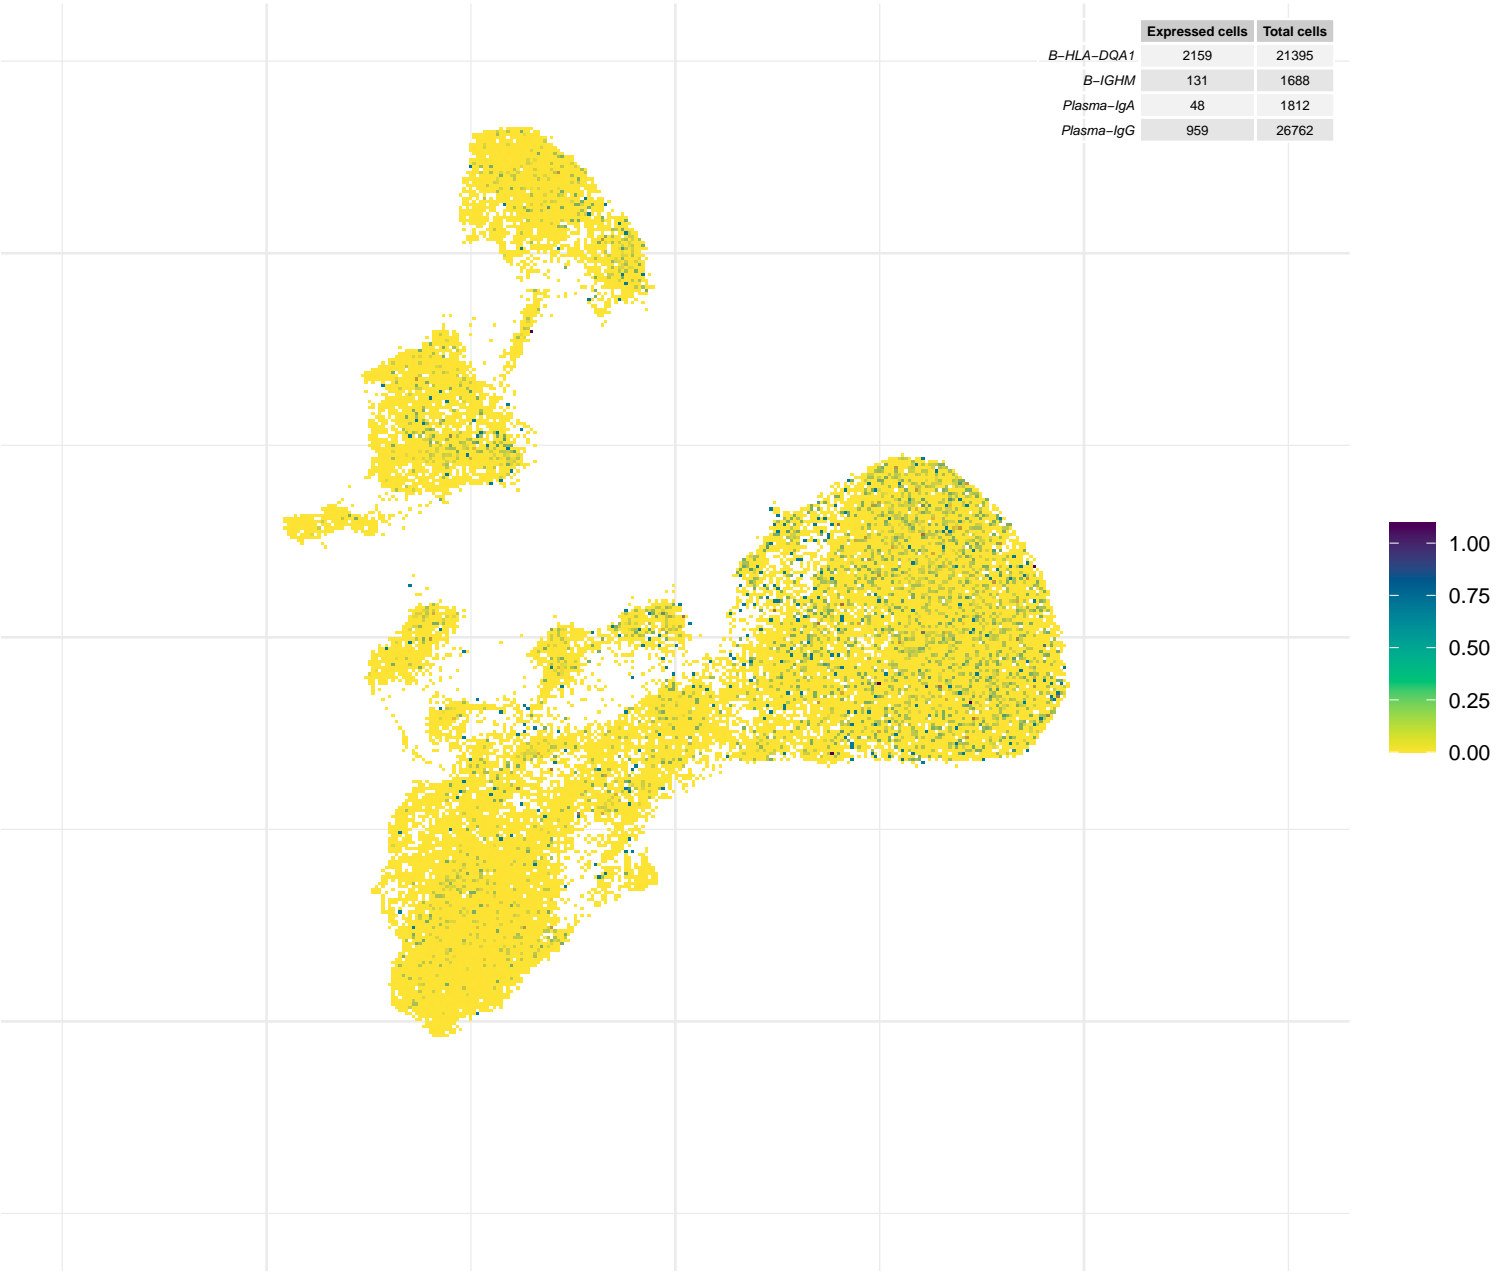 Expressed cells Total cells
B−HLA−DQA1 2159 21395
B−IGHM 131 1688
Plasma−IgA 48 1812
Plasma−IgG 959 26762
1.00
0.75
0.50
0.25
0.00